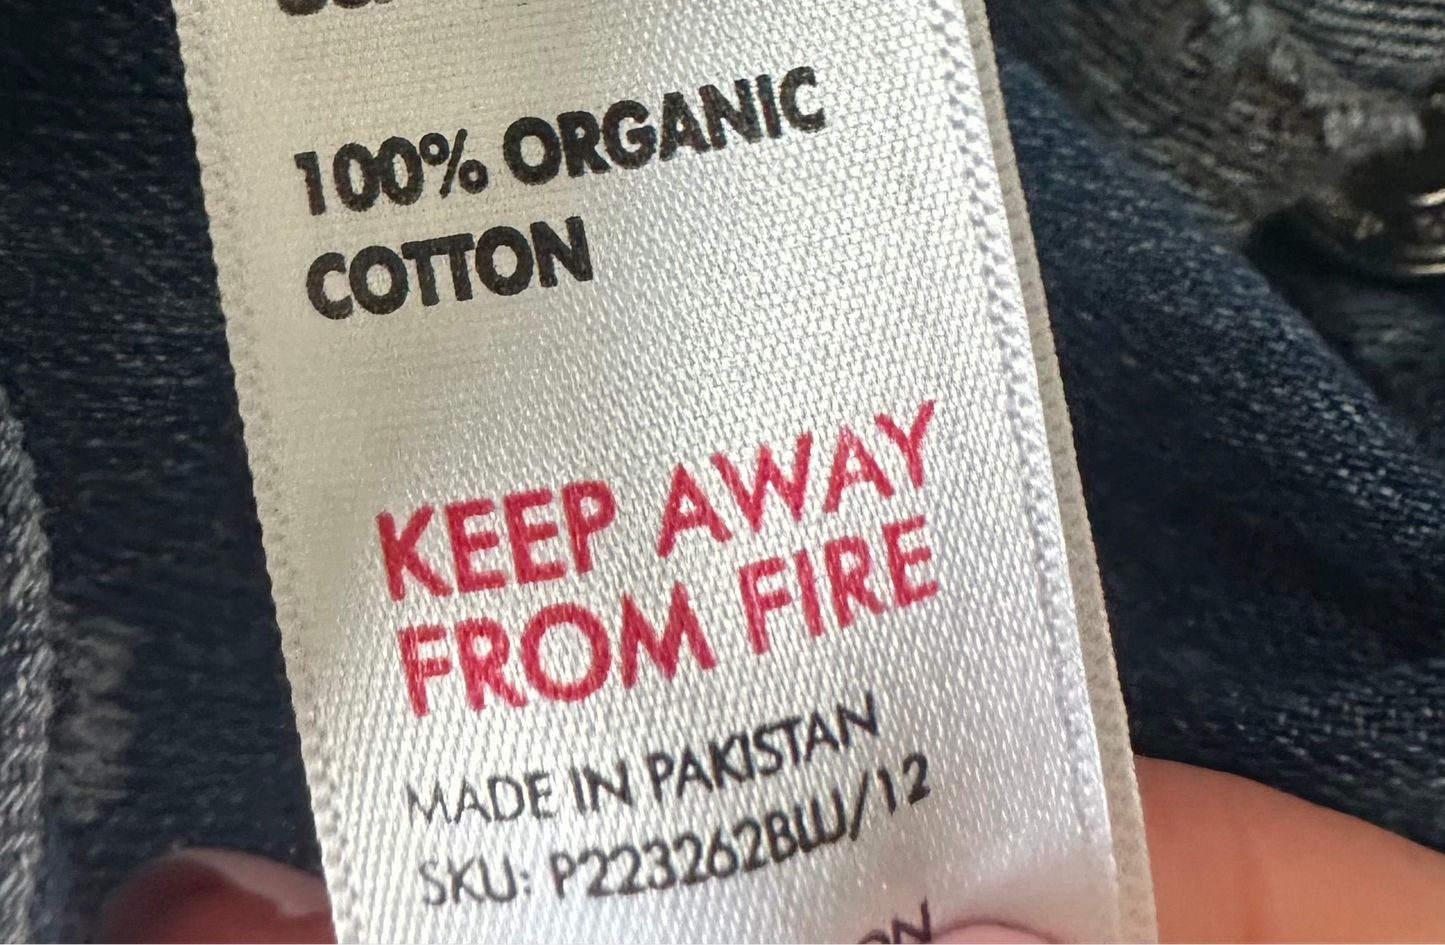 100% ORGANIC
COTTON
KEEP AWAY
FROM FIRE
MADE IN PAKISTAN
SKU: P223262BLU/12